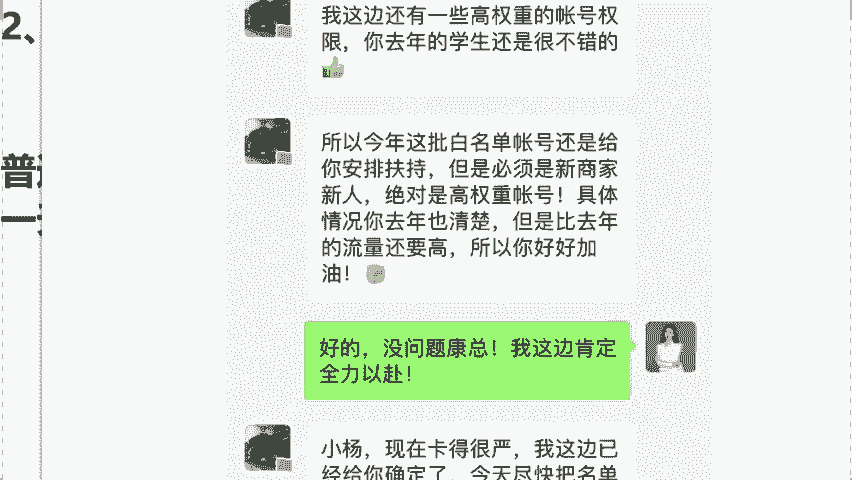 2、
我这边还有一些高权重的帐号权
限，你去年的学生还是很不错的
所以今年这批白名单帐号还是给
你安排扶持，但是必须是新商家
新人，绝对是高权重帐号！具体
情况你去年也清楚，但是比去年
的流量还要高，所以你好好加
油！
普
一
好的，没问题康总！我这边肯定
全力以赴！
小杨，现在卡得很严，我这边已
经给你确定了，今天尽快把名单